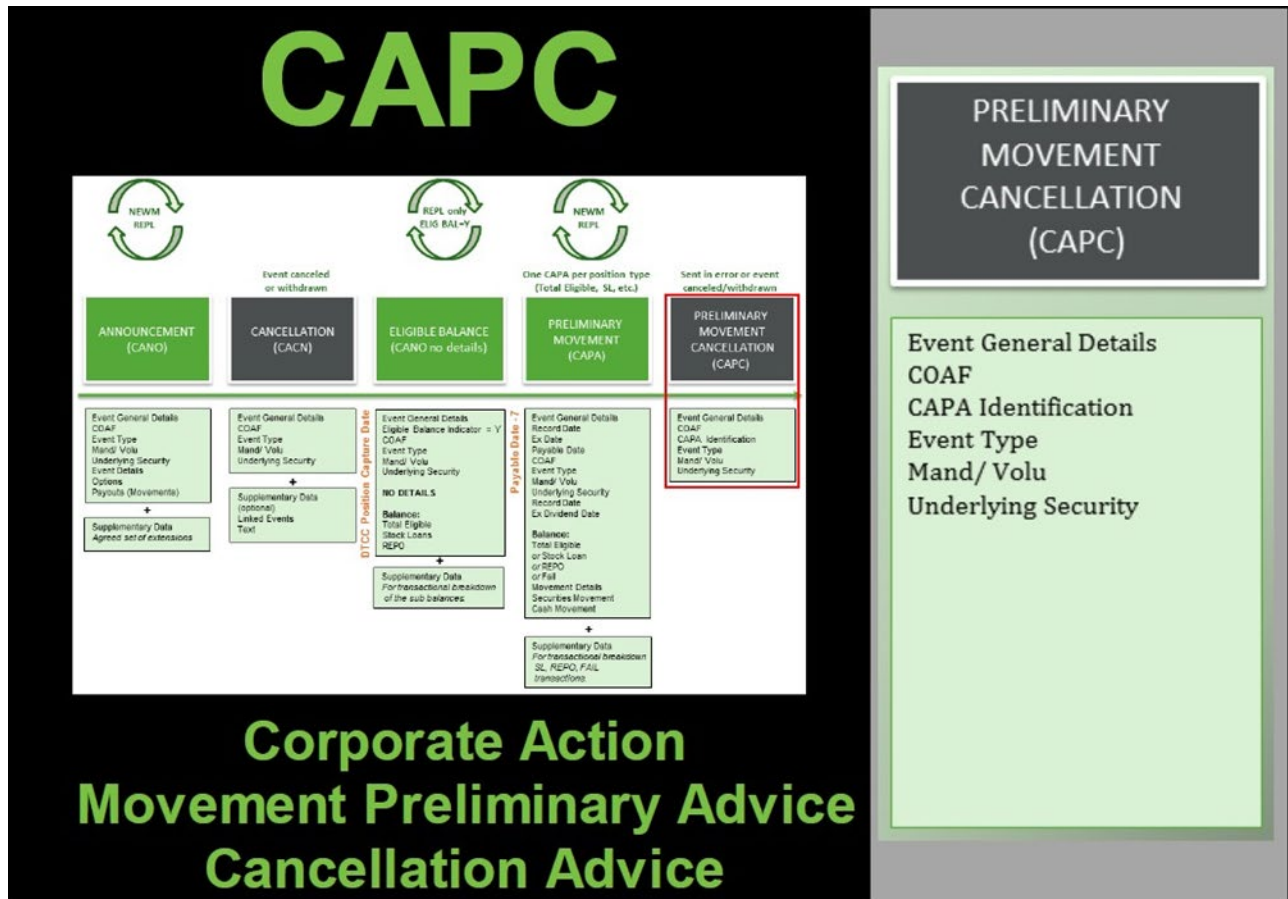 CAPC
NEWM
REPL
REPL only
ELIG BAL=Y
NEWM
REPL
Event canceled
or withdrawn
One CAPA per position type
(Total Eligible, SL, etc.)
Sent in error or event
canceled/withdrawn
ANNOUNCEMENT
(CANO)
CANCELLATION
(CACN)
ELIGIBLE BALANCE
(CANO no details)
PRELIMINARY
MOVEMENT
(CAPA)
PRELIMINARY
MOVEMENT
CANCELLATION
(CAPC)
Event General Details
COAF
Event Type
Mand/ Volu
Underlying Security
Event Details
Options
Payouts (Movements)
+
Supplementary Data
Agreed set of extensions
Event General Details
COAF
Event Type
Mand/ Volu
Underlying Security
+
Supplementary Data
(optional)
Linked Events
Text
DTCC Position Capture Date
Event General Details
Eligible Balance Indicator = Y
COAF
Event Type
Mand/ Volu
Underlying Security
NO DETAILS
Balance:
Total Eligible
Stock Loans
REPO
+
Supplementary Data
For transactional breakdown
of the sub balances.
Payable Date -7
Event General Details
Record Date
Ex Date
Payable Date
COAF
Event Type
Mand/ Volu
Underlying Security
Record Date
Ex Dividend Date
Balance:
Total Eligible
or Stock Loan
or REPO
or Fail
Movement Details
Securities Movement
Cash Movement
+
Supplementary Data
For transactional breakdown
SL, REPO, FAIL
transactions.
Event General Details
COAF
CAPA Identification
Event Type
Mand/ Volu
Underlying Security
Corporate Action
Movement Preliminary Advice
Cancellation Advice
PRELIMINARY
MOVEMENT
CANCELLATION
(CAPC)
Event General Details
COAF
CAPA Identification
Event Type
Mand/ Volu
Underlying Security